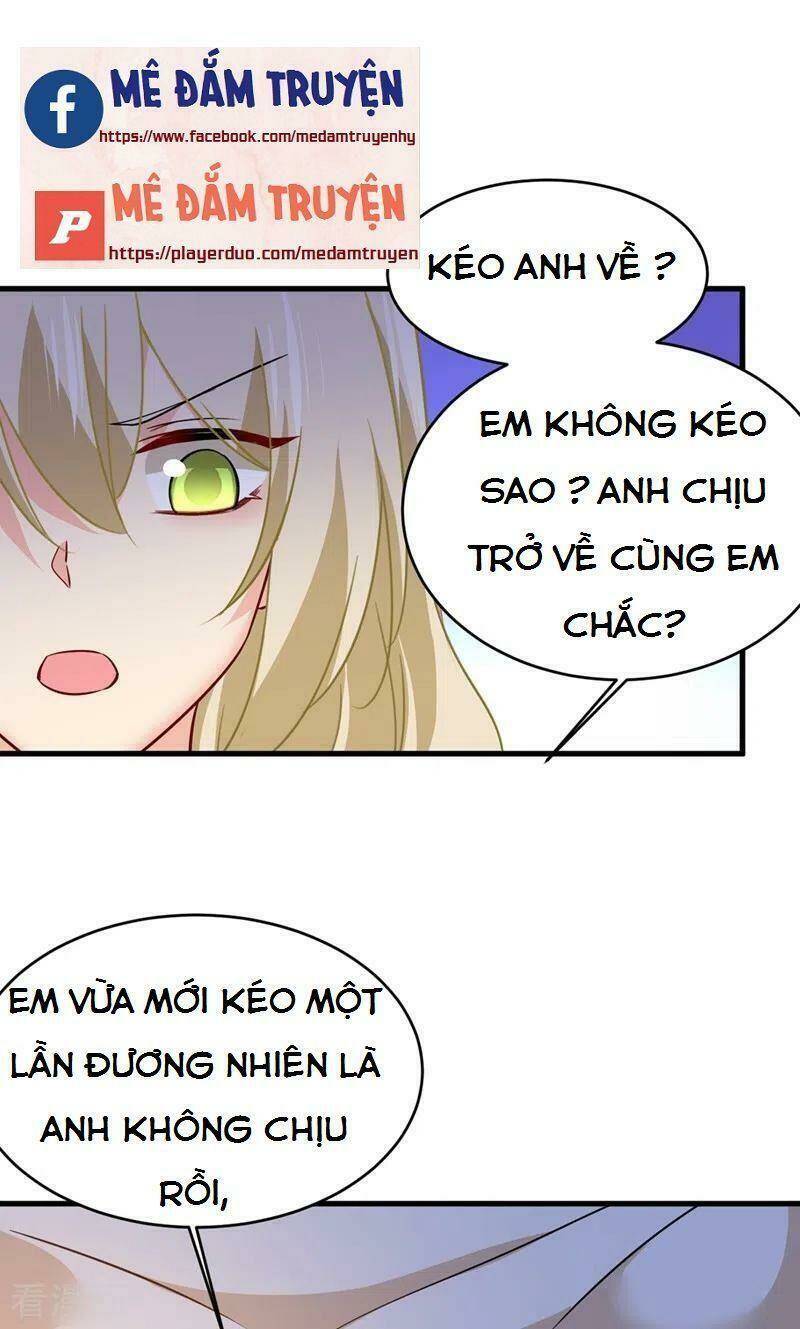 MÊ ĐẮM TRUYỆN
https://www.facebook.com/medamtruyenhy
MÊ ĐẮM TRUYỆN
https://playerduo.com/medamtruyen
KÉO ANH VỀ ?
EM KHÔNG KÉO
SAO ? ANH CHỊU
TRỞ VỀ CÙNG EM
CHẮC?
EM VỪA MỚI KÉO MỘT
LẦN ĐƯƠNG NHIÊN LÀ
ANH KHÔNG CHỊU
RỒI,